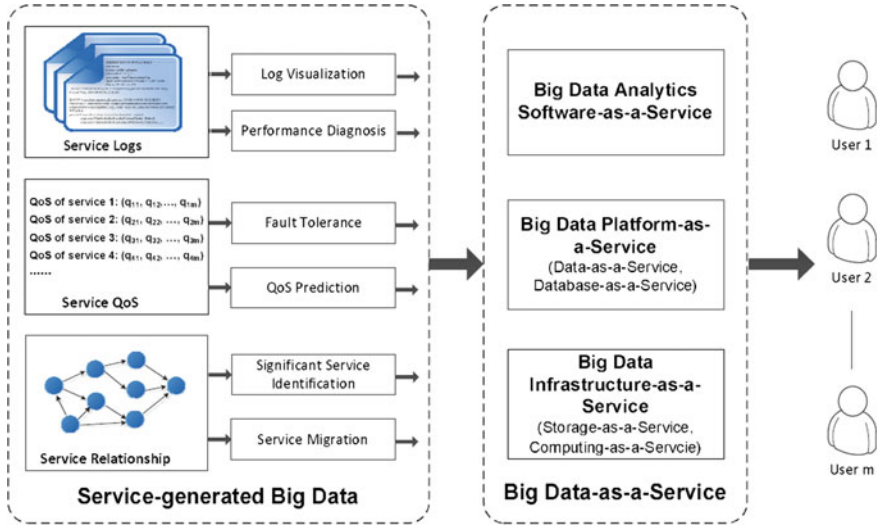 Log Visualization
Performance Diagnosis
Service Logs
QoS of service 1: (q11, q12,..., q1m)
QoS of service 2: (q21, q22, ..., q2m)
QoS of service 3: (q31, q32, ..., q3m)
QoS of service 4: (q41, q42, ..., q4m)
......
Service QoS
Fault Tolerance
QoS Prediction
Significant Service
Identification
Service Migration
Service Relationship
Service-generated Big Data
Big Data Analytics
Software-as-a-Service
Big Data Platform-as-
a-Service
(Data-as-a-Service,
Database-as-a-Service)
Big Data
Infrastructure-as-a-
Service
(Storage-as-a-Service,
Computing-as-a-Servcie)
Big Data-as-a-Service
User 1
User 2
User m